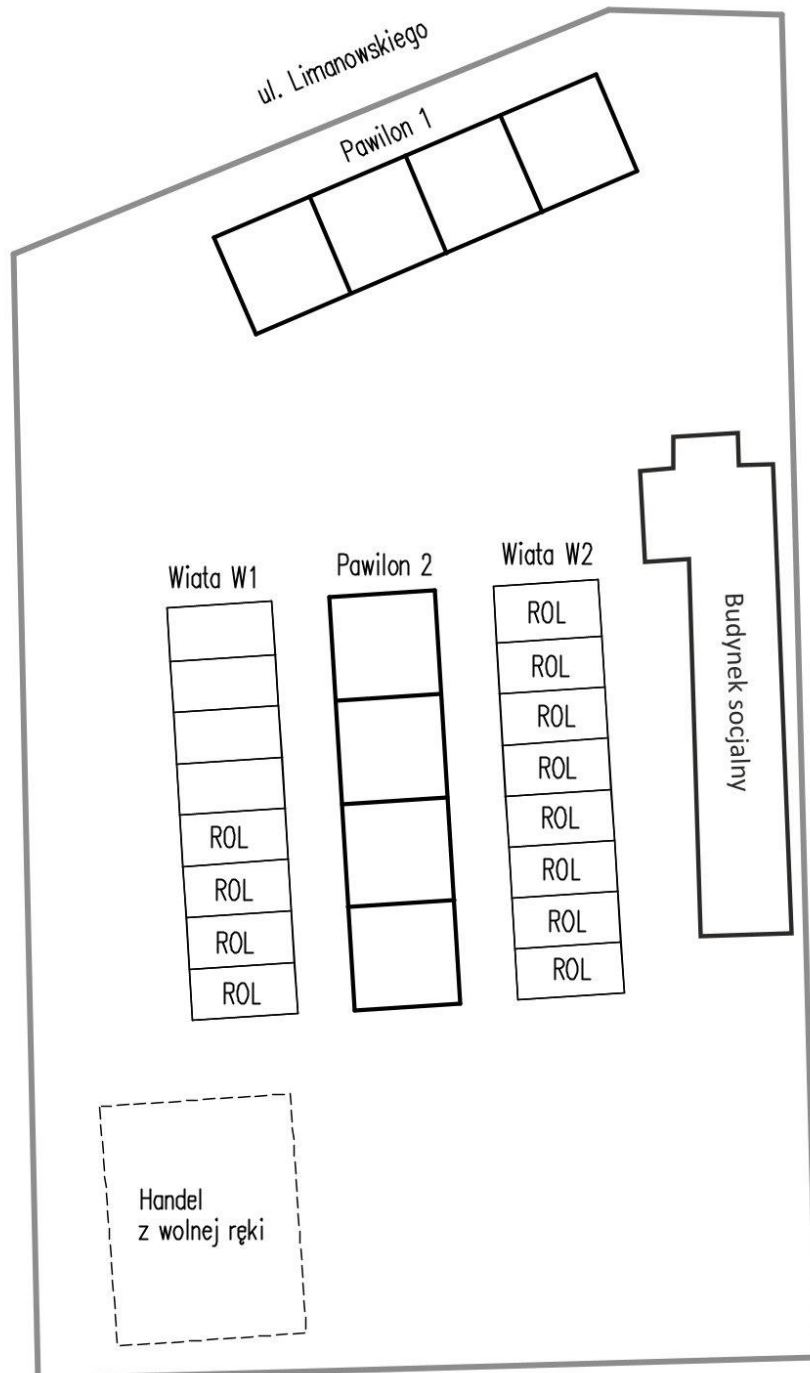 ul. Limanowskiego
Pawilon 1
Wiata W1
Pawilon 2
Wiata W2
ROL
ROL
ROL
ROL
ROL
ROL
ROL
ROL
ROL
ROL
ROL
ROL
Budynek socjalny
Handel
z wolnej ręki